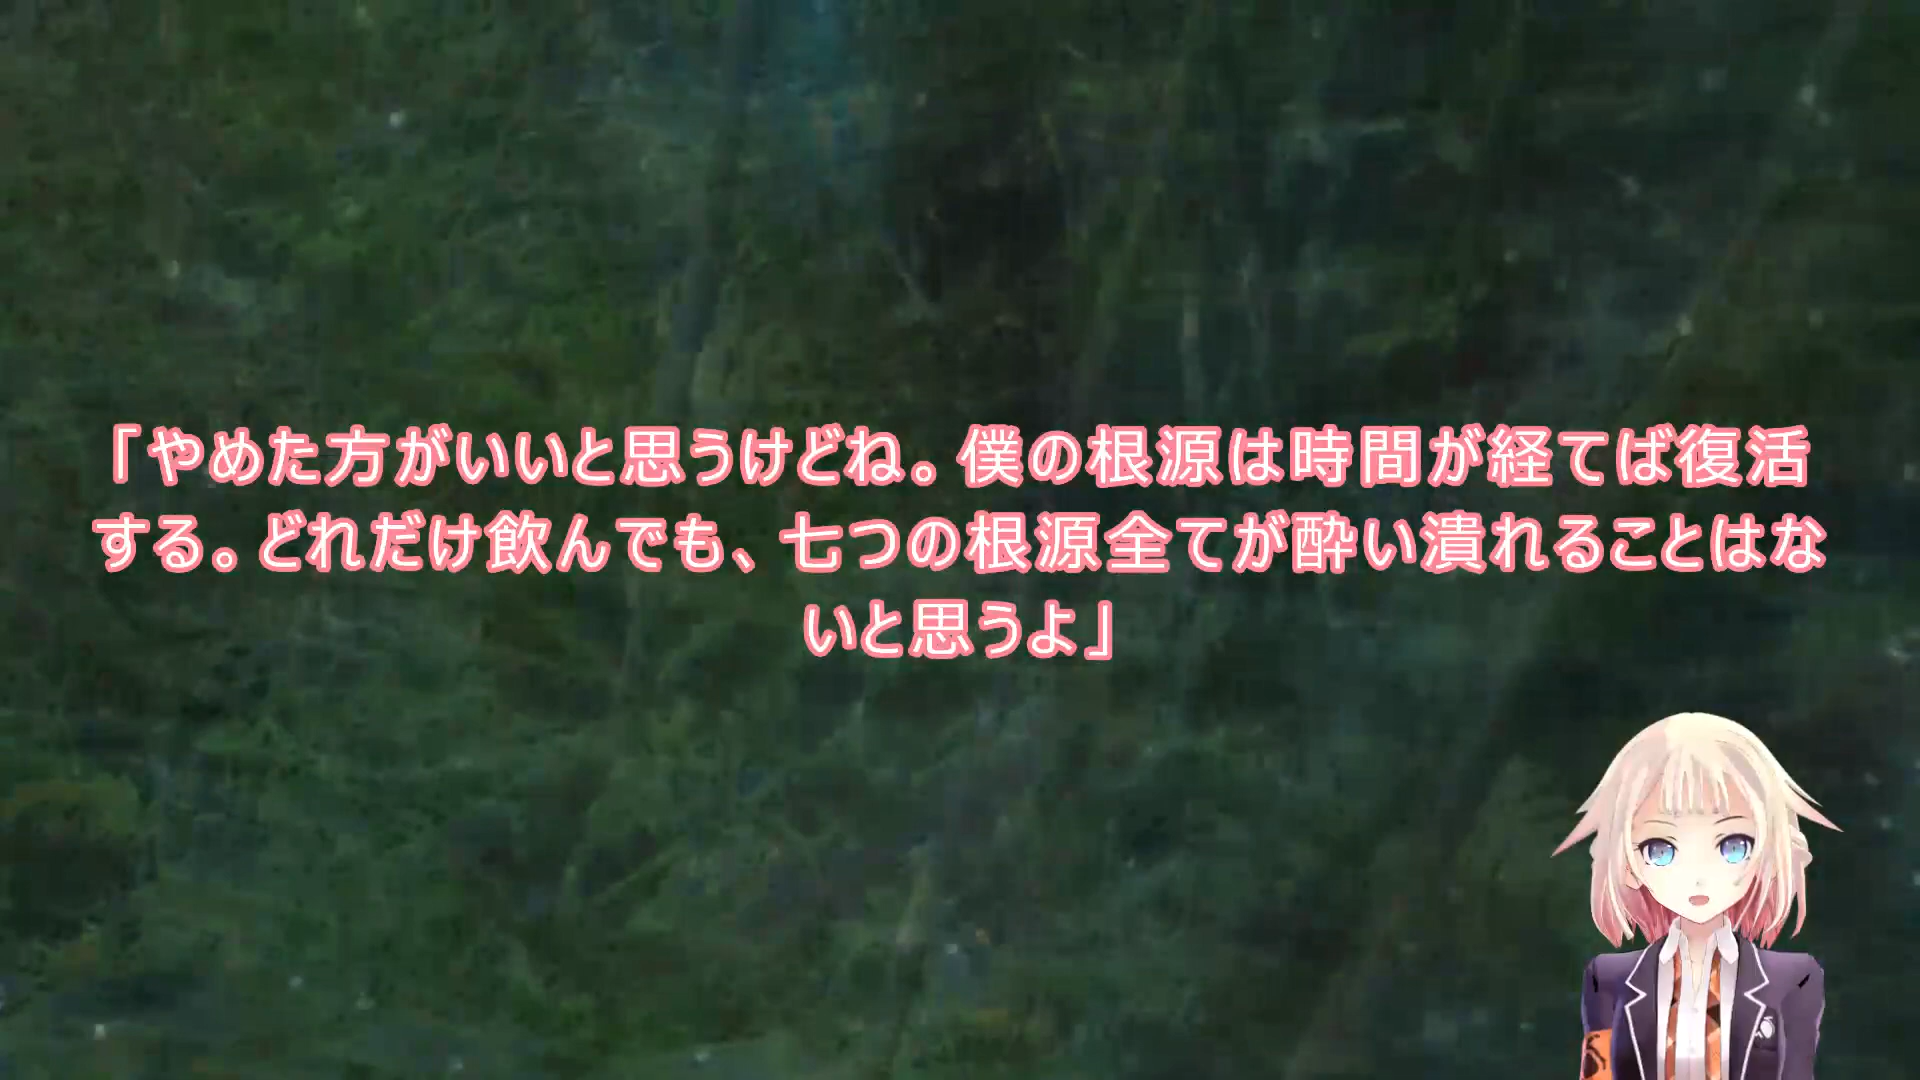 「やめた方がいいと思うけどね。僕の根源は時間が経てば復活
する。どれだけ飲んでも、七つの根源全てが酔い潰れることはな
いと思うよ」